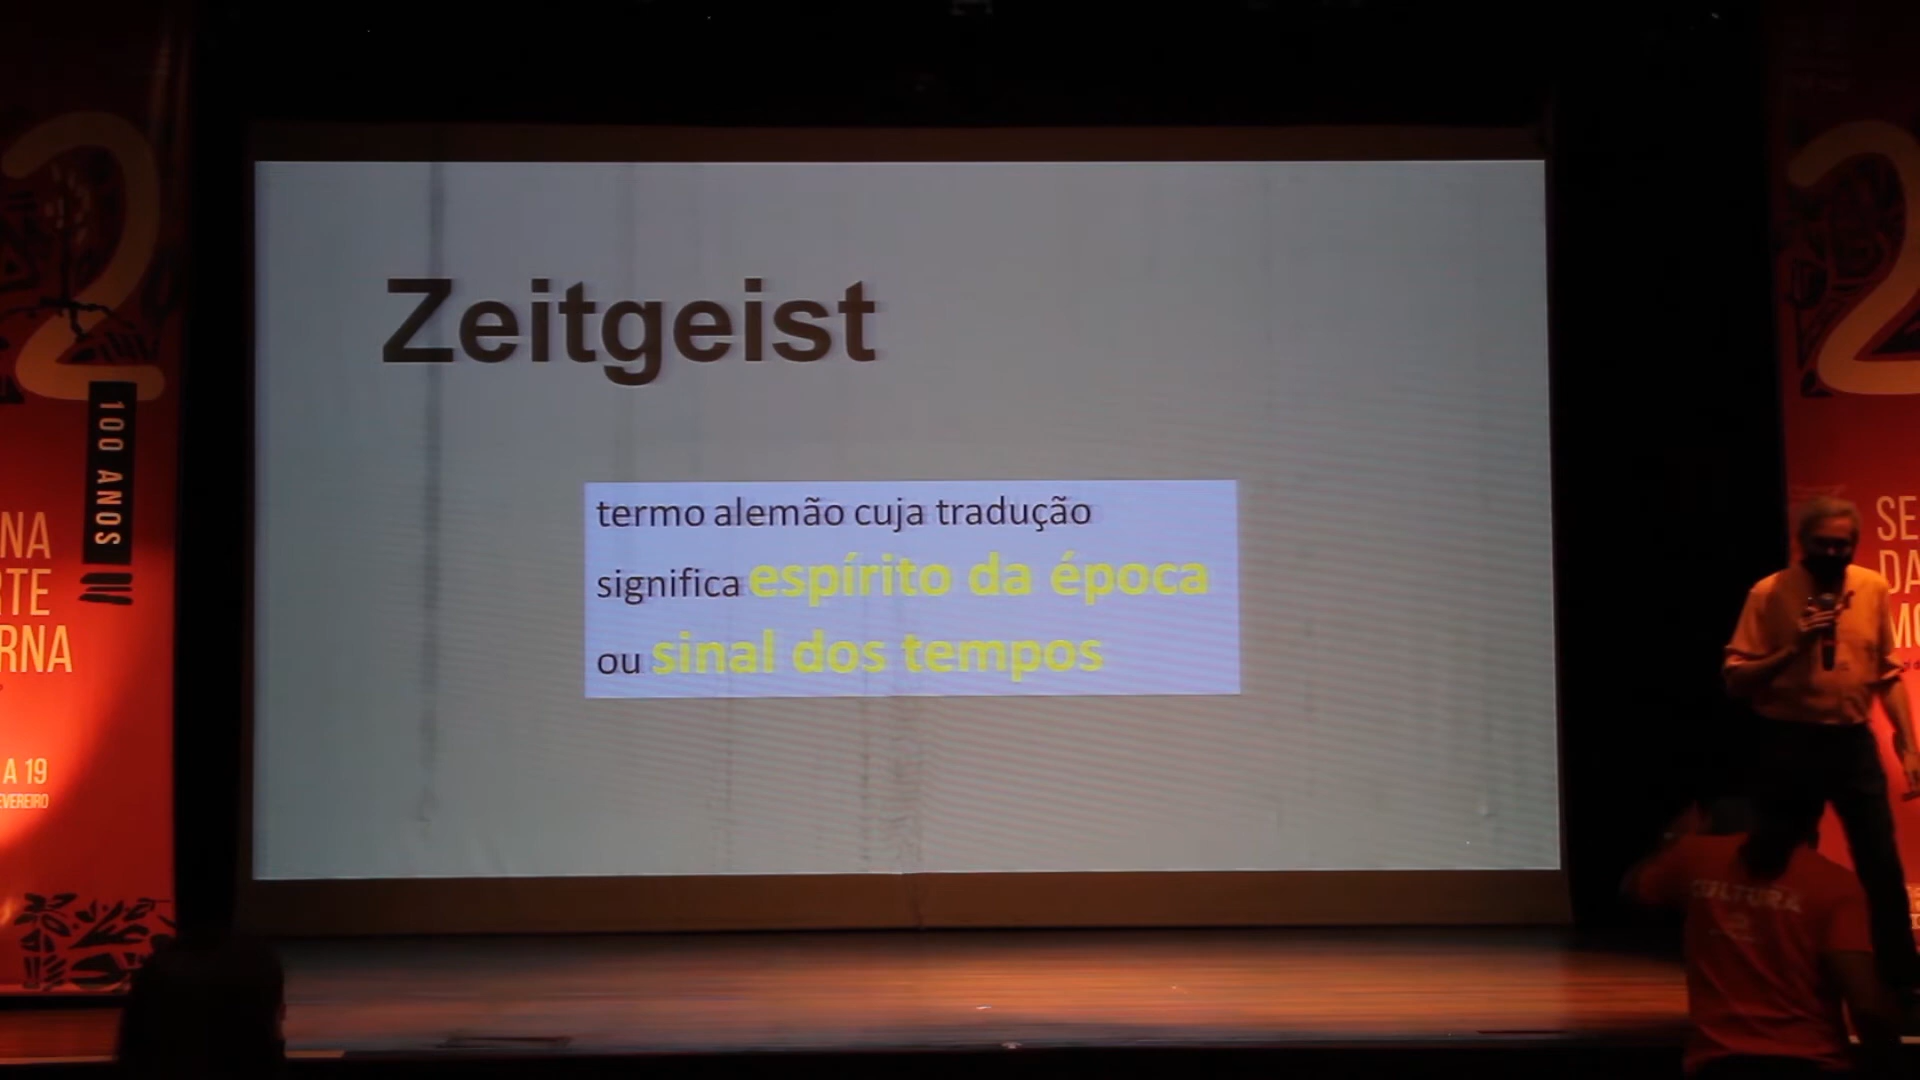 Zeitgeist
termo alemão cuja tradução
significa espírito da época
ou sinal dos tempos
100 ANOS
NA
RTE
RNA
A 19
EVEREIRO
SE
DA
MO
CULTURA